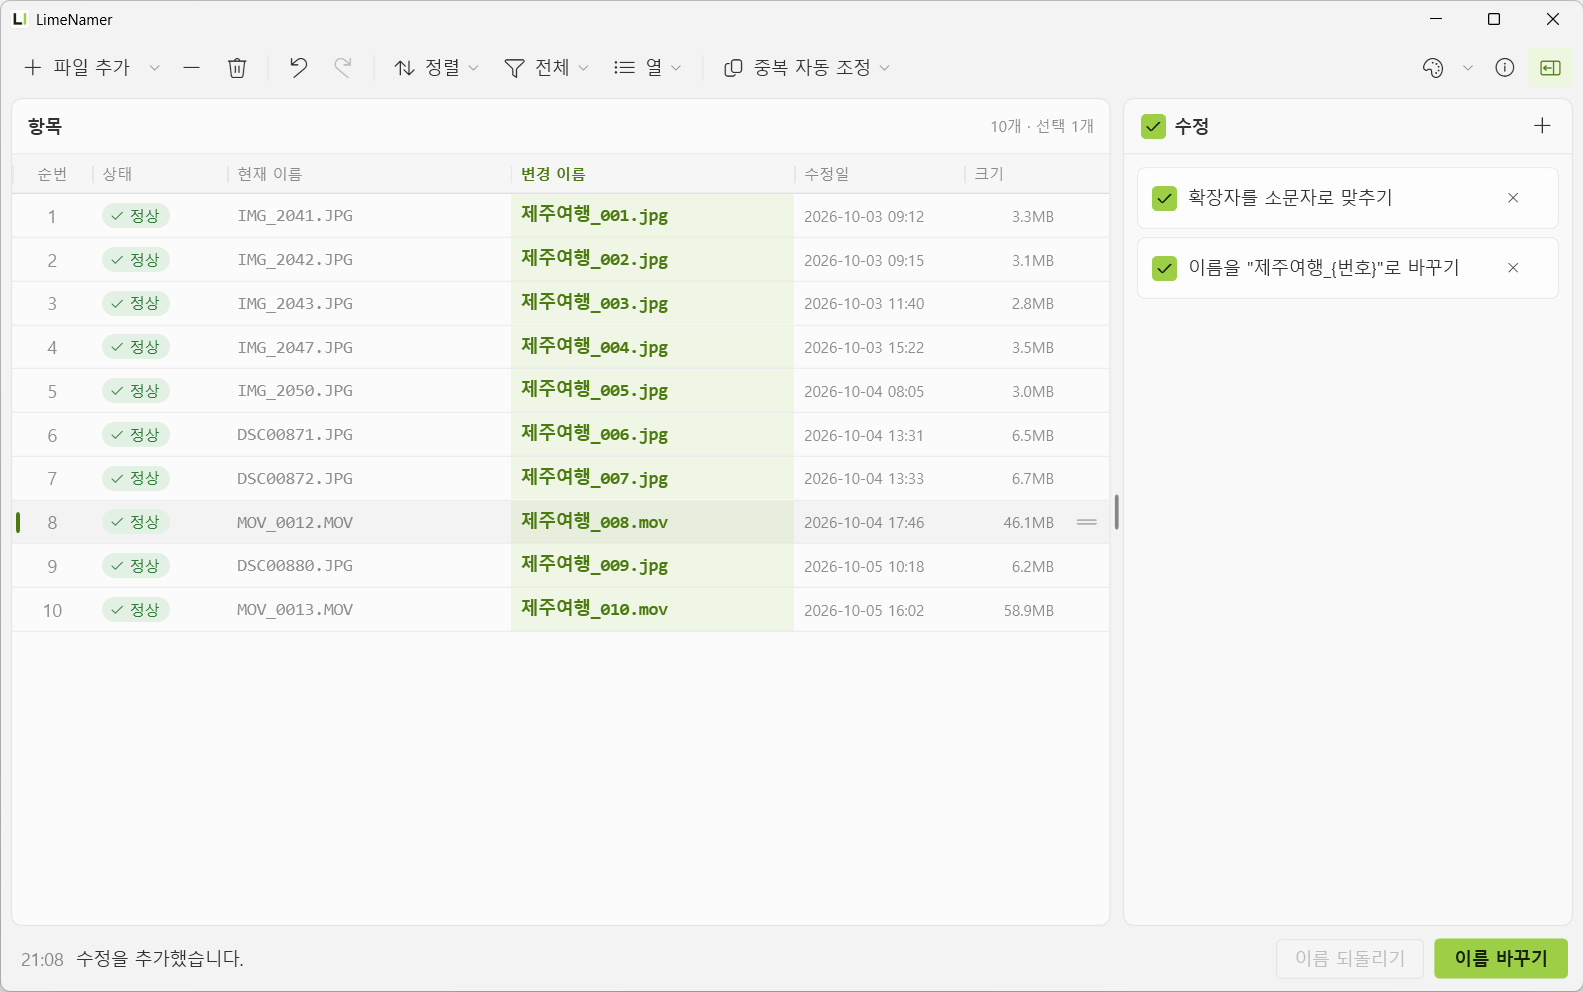 LimeNamer
파일 추가 정렬 전체 열 중복 자동 조정
항목 10개 · 선택 1개
순번 상태 현재 이름 변경 이름 수정일 크기
1 정상 IMG_2041.JPG 제주여행_001.jpg 2026-10-03 09:12 3.3MB
2 정상 IMG_2042.JPG 제주여행_002.jpg 2026-10-03 09:15 3.1MB
3 정상 IMG_2043.JPG 제주여행_003.jpg 2026-10-03 11:40 2.8MB
4 정상 IMG_2047.JPG 제주여행_004.jpg 2026-10-03 15:22 3.5MB
5 정상 IMG_2050.JPG 제주여행_005.jpg 2026-10-04 08:05 3.0MB
6 정상 DSC00871.JPG 제주여행_006.jpg 2026-10-04 13:31 6.5MB
7 정상 DSC00872.JPG 제주여행_007.jpg 2026-10-04 13:33 6.7MB
8 정상 MOV_0012.MOV 제주여행_008.mov 2026-10-04 17:46 46.1MB
9 정상 DSC00880.JPG 제주여행_009.jpg 2026-10-05 10:18 6.2MB
10 정상 MOV_0013.MOV 제주여행_010.mov 2026-10-05 16:02 58.9MB
수정
확장자를 소문자로 맞추기
이름을 "제주여행_{번호}"로 바꾸기
21:08 수정을 추가했습니다.
이름 되돌리기 이름 바꾸기